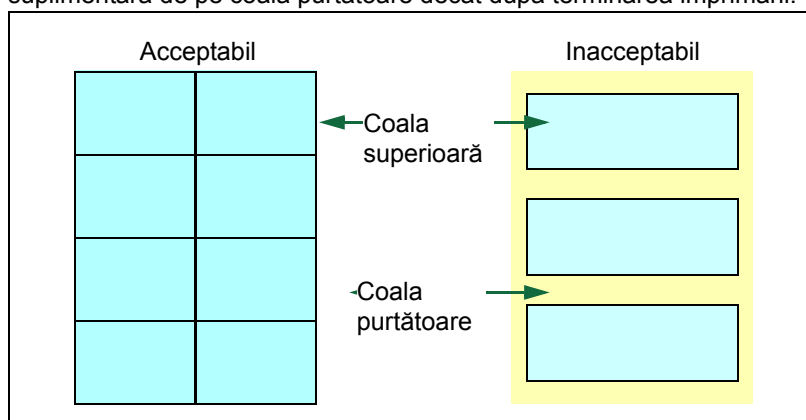 suplimentară de pe coala purtătoare decât după terminarea imprimării.
Acceptabil
Inacceptabil
Coala
superioară
Coala
purtătoare